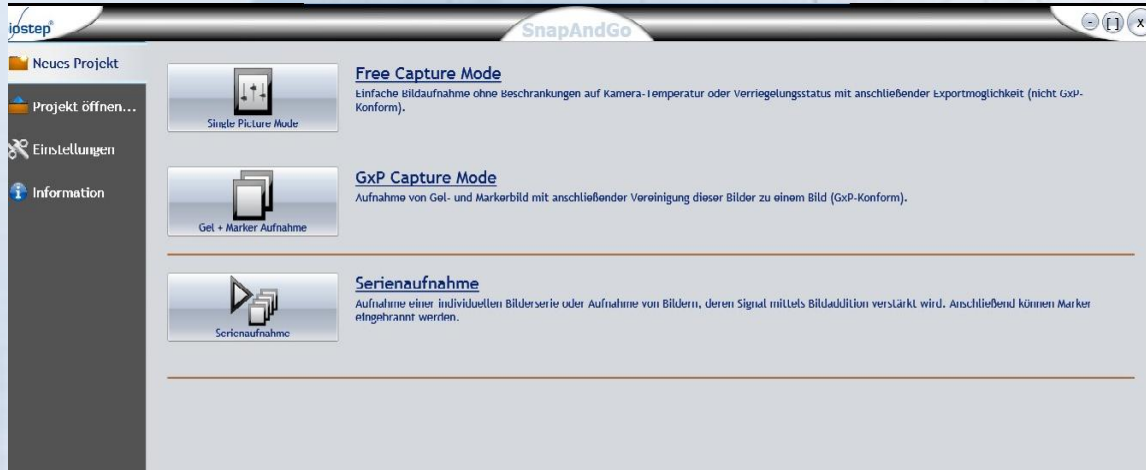 iostep®
SnapAndGo
- [ ] x
Neues Projekt
Projekt öffnen...
Einstellungen
Information
Single Picture Mode
Free Capture Mode
Einfache Bildaufnahme ohne Beschränkungen auf Kamera-Temperatur oder Verriegelungsstatus mit anschließender Exportmöglichkeit (nicht GxP-
Konform).
Gel + Marker Aufnahme
GxP Capture Mode
Aufnahme von Gel- und Markerbild mit anschließender Vereinigung dieser Bilder zu einem Bild (GxP-Konform).
Serienaufnahme
Serienaufnahme
Aufnahme einer individuellen Bilderserie oder Aufnahme von Bildern, deren Signal mittels Bildaddition verstärkt wird. Anschließend können Marker
eingebrannt werden.